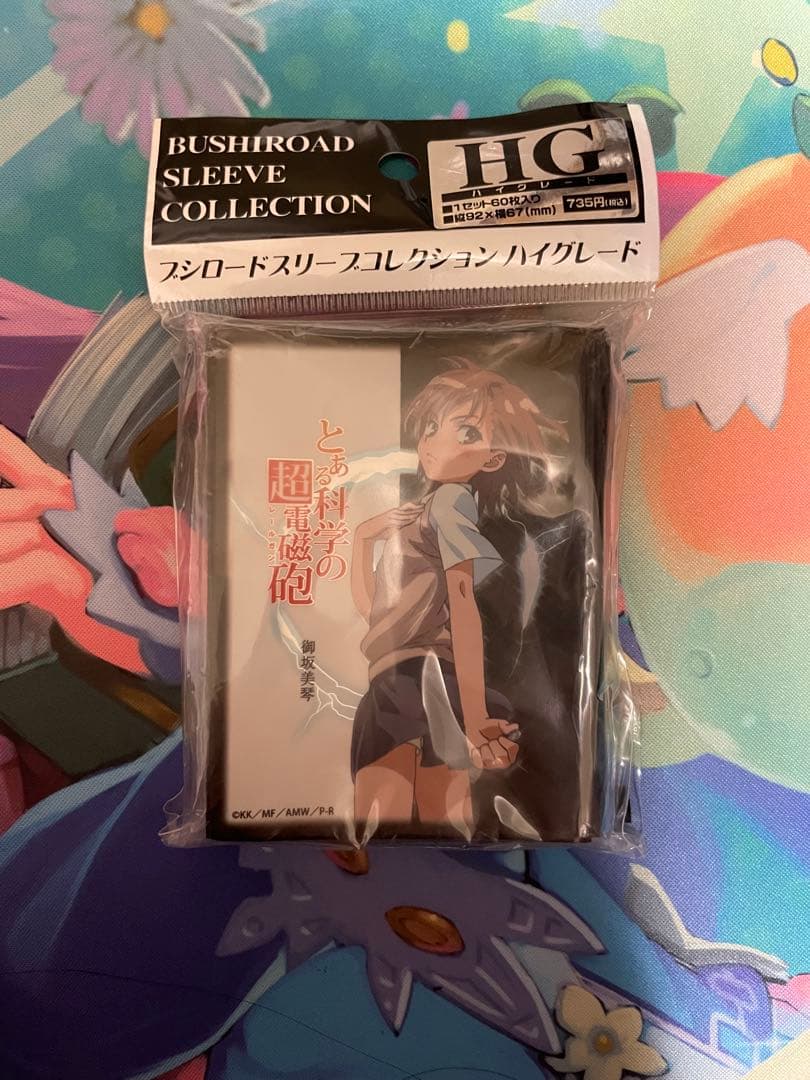 BUSHIROAD
SLEEVE
COLLECTION
HG
ハイグレード
■1セット60枚入り
■縦92×横67(mm)
735円(税込)
ブシロードスリーブコレクション ハイグレード
とある科学の
超電磁砲
レールガン
御坂美琴
©KK/MF/AMW/P-R